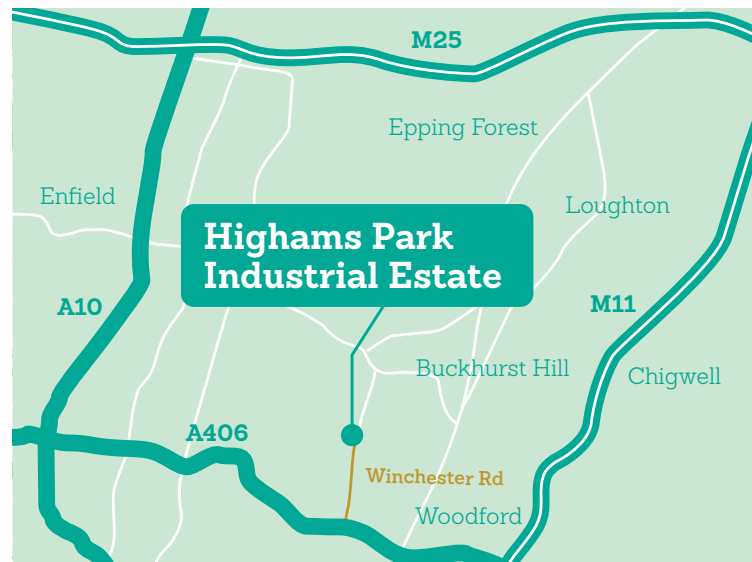 M25
Epping Forest
Enfield
Loughton
Highams Park
Industrial Estate
A10
M11
Buckhurst Hill
Chigwell
A406
Winchester Rd
Woodford